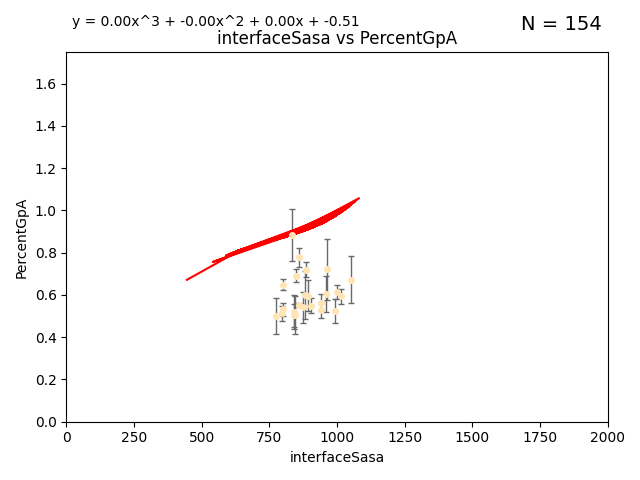 y = 0.00x^3 + -0.00x^2 + 0.00x + -0.51
N = 154
interfaceSasa vs PercentGpA
1.6
1.4
1.2
1.0
0.8
0.6
0.4
0.2
0.0
PercentGpA
0 250 500 750 1000 1250 1500 1750 2000
interfaceSasa